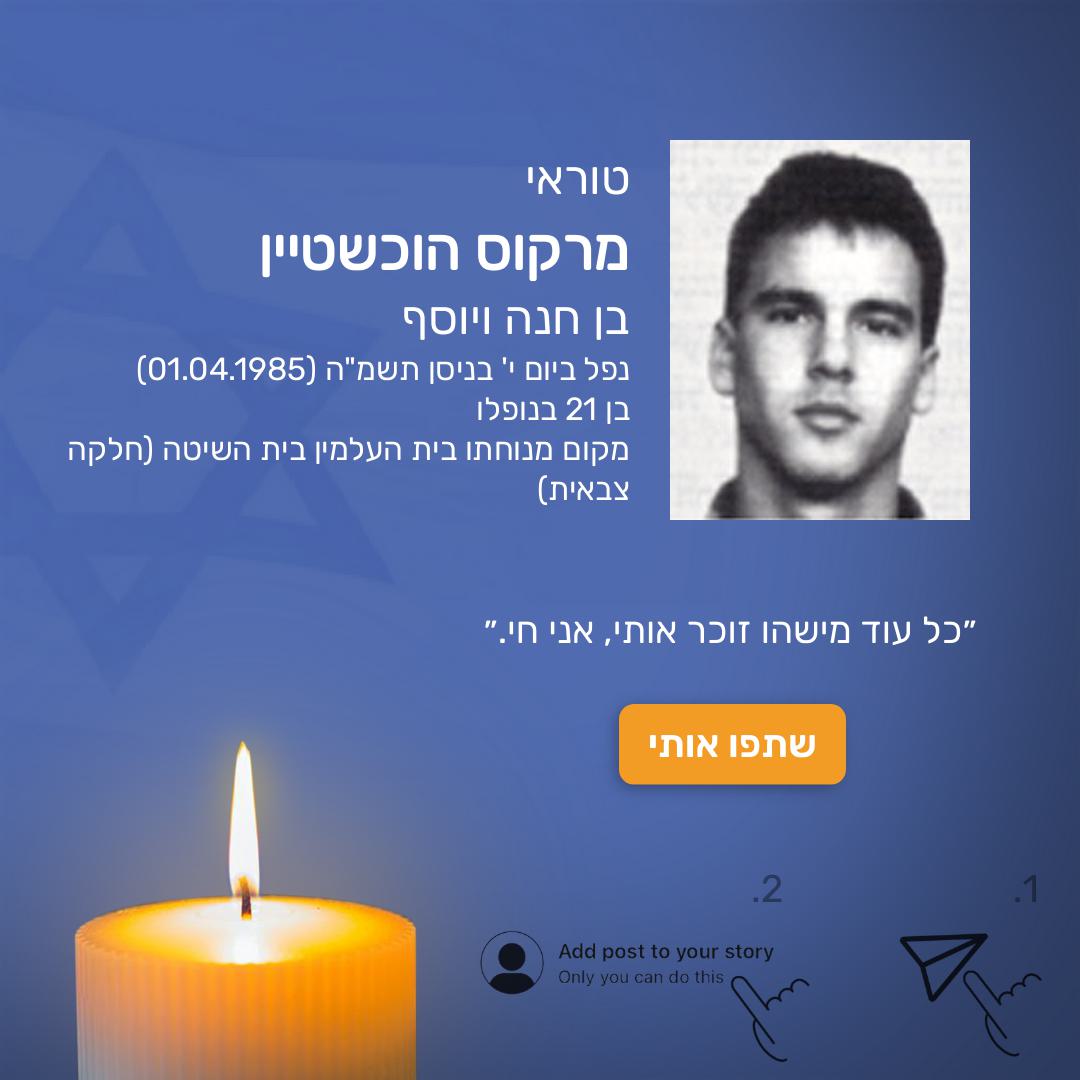 טוראי
מרקוס הוכשטיין
בן חנה ויוסף
נפל ביום י' בניסן תשמ"ה (01.04.1985)
בן 21 בנופלו
מקום מנוחתו בית העלמין בית השיטה (חלקה
צבאית)
״כל עוד מישהו זוכר אותי, אני חי.״
שתפו אותי
.1
.2
Add post to your story
Only you can do this